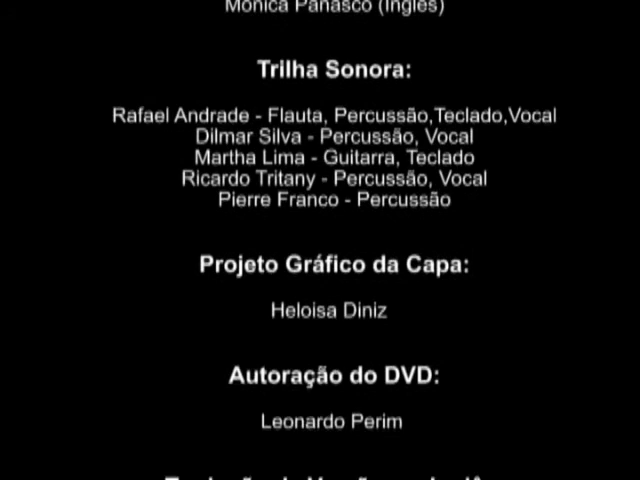 Mônica Panasco (Inglês)
Trilha Sonora:
Rafael Andrade - Flauta, Percussão,Teclado,Vocal
Dilmar Silva - Percussão, Vocal
Martha Lima - Guitarra, Teclado
Ricardo Tritany - Percussão, Vocal
Pierre Franco - Percussão
Projeto Gráfico da Capa:
Heloisa Diniz
Autoração do DVD:
Leonardo Perim